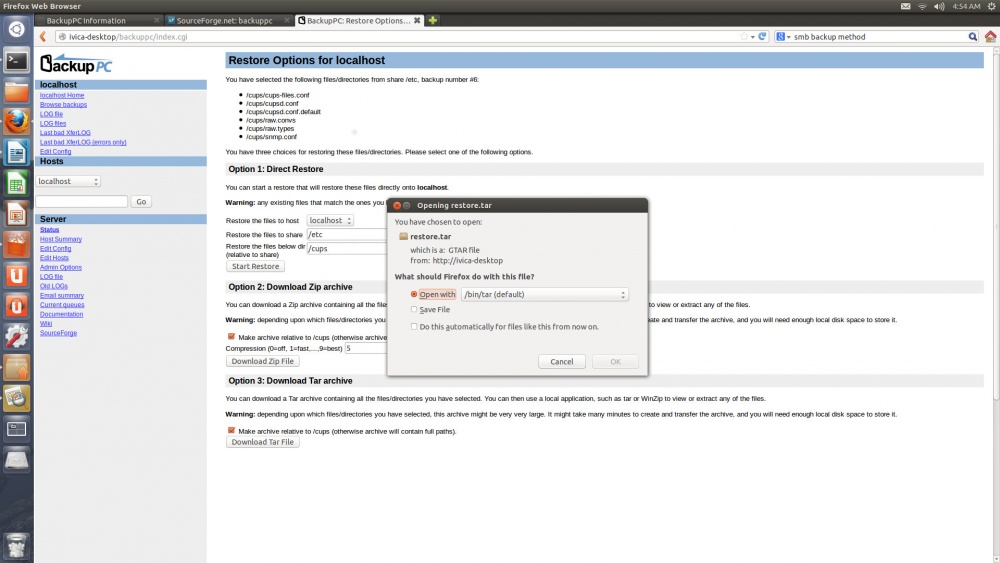 Firefox Web Browser
4:54 AM
BackupPC Information
SourceForge.net: backuppc
BackupPC: Restore Options...
ivica-desktop/backuppc/index.cgi
smb backup method
BackupPC
localhost
localhost Home
Browse backups
LOG file
LOG files
Last bad XferLOG
Last bad XferLOG (errors only)
Edit Config
Hosts
localhost
Go
Server
Status
Host Summary
Edit Config
Edit Hosts
Admin Options
LOG file
Old LOGs
Email summary
Current queues
Documentation
Wiki
SourceForge
Restore Options for localhost
You have selected the following files/directories from share /etc, backup number #6:
/cups/cups-files.conf
/cups/cupsd.conf
/cups/cupsd.conf.default
/cups/raw.convs
/cups/raw.types
/cups/snmp.conf
You have three choices for restoring these files/directories. Please select one of the following options.
Option 1: Direct Restore
You can start a restore that will restore these files directly onto localhost.
Warning: any existing files that match the ones you
Restore the files to host localhost
Restore the files to share /etc
Restore the files below dir /cups
(relative to share)
Start Restore
Option 2: Download Zip archive
You can download a Zip archive containing all the files to view or extract any of the files.
Warning: depending upon which files/directories you and transfer the archive, and you will need enough local disk space to store it.
Make archive relative to /cups (otherwise archive
Compression (0=off, 1=fast,...,9=best) 5
Download Zip File
Option 3: Download Tar archive
You can download a Tar archive containing all the files/directories you have selected. You can then use a local application, such as tar or WinZip to view or extract any of the files.
Warning: depending upon which files/directories you have selected, this archive might be very very large. It might take many minutes to create and transfer the archive, and you will need enough local disk space to store it.
Make archive relative to /cups (otherwise archive will contain full paths).
Download Tar File
Opening restore.tar
You have chosen to open:
restore.tar
which is a: GTAR file
from: http://ivica-desktop
What should Firefox do with this file?
Open with /bin/tar (default)
Save File
Do this automatically for files like this from now on.
Cancel
OK